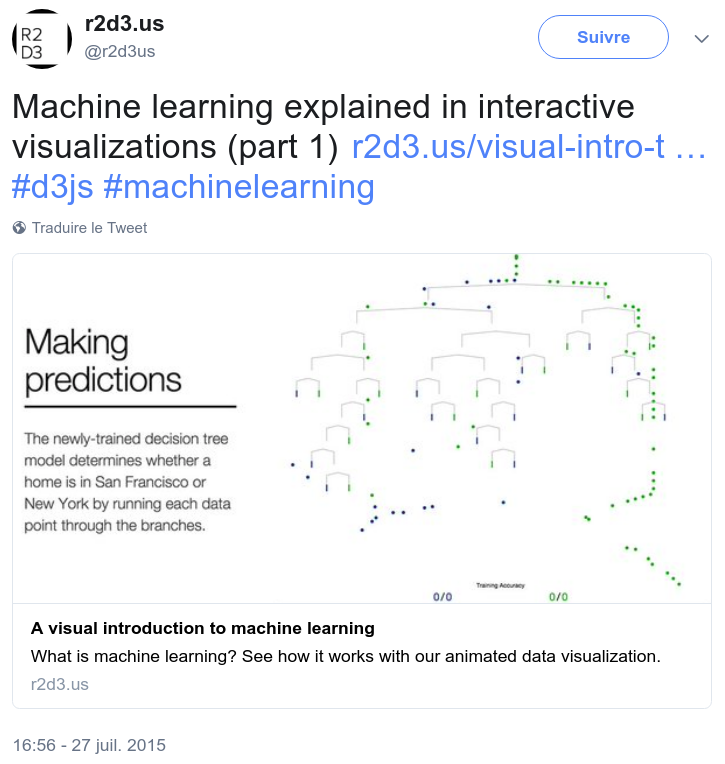 R2
D3
r2d3.us
@r2d3us
Suivre
Machine learning explained in interactive
visualizations (part 1) r2d3.us/visual-intro-t …
#d3js #machinelearning
Traduire le Tweet
Making
predictions
The newly-trained decision tree
model determines whether a
home is in San Francisco or
New York by running each data
point through the branches.
Training Accuracy
0/0 0/0
A visual introduction to machine learning
What is machine learning? See how it works with our animated data visualization.
r2d3.us
16:56 - 27 juil. 2015